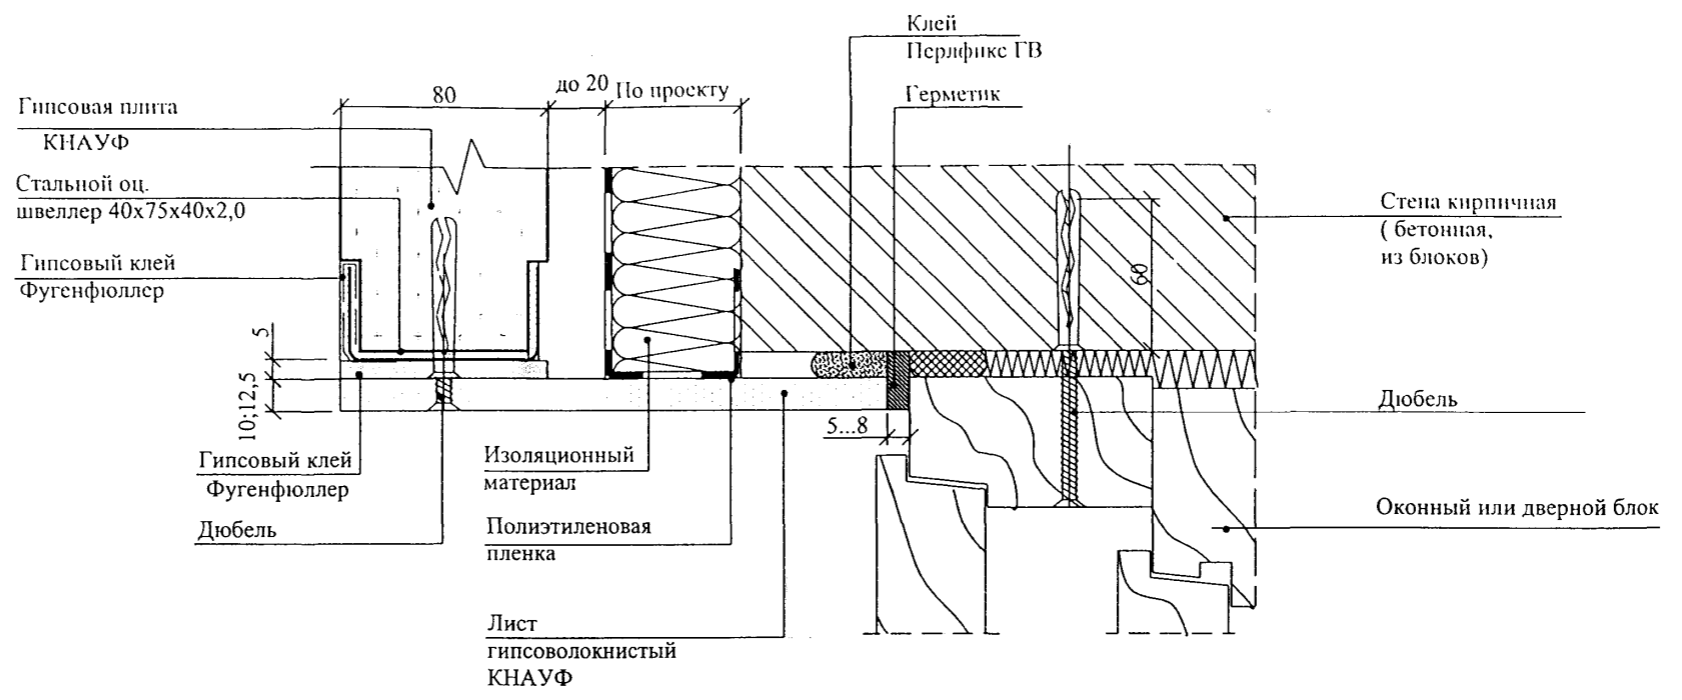 Клей
Перлфикс ГВ
Герметик
80
до 20
По проекту
Гипсовая плита
КНАУФ
Стальной оц.
швеллер 40х75х40х2,0
Гипсовый клей
Фугенфюллер
5
10;12,5
Гипсовый клей
Фугенфюллер
Дюбель
Изоляционный
материал
Полиэтиленовая
пленка
Лист
гипсоволокнистый
КНАУФ
5...8
60
Стена кирпичная
( бетонная,
из блоков)
Дюбель
Оконный или дверной блок